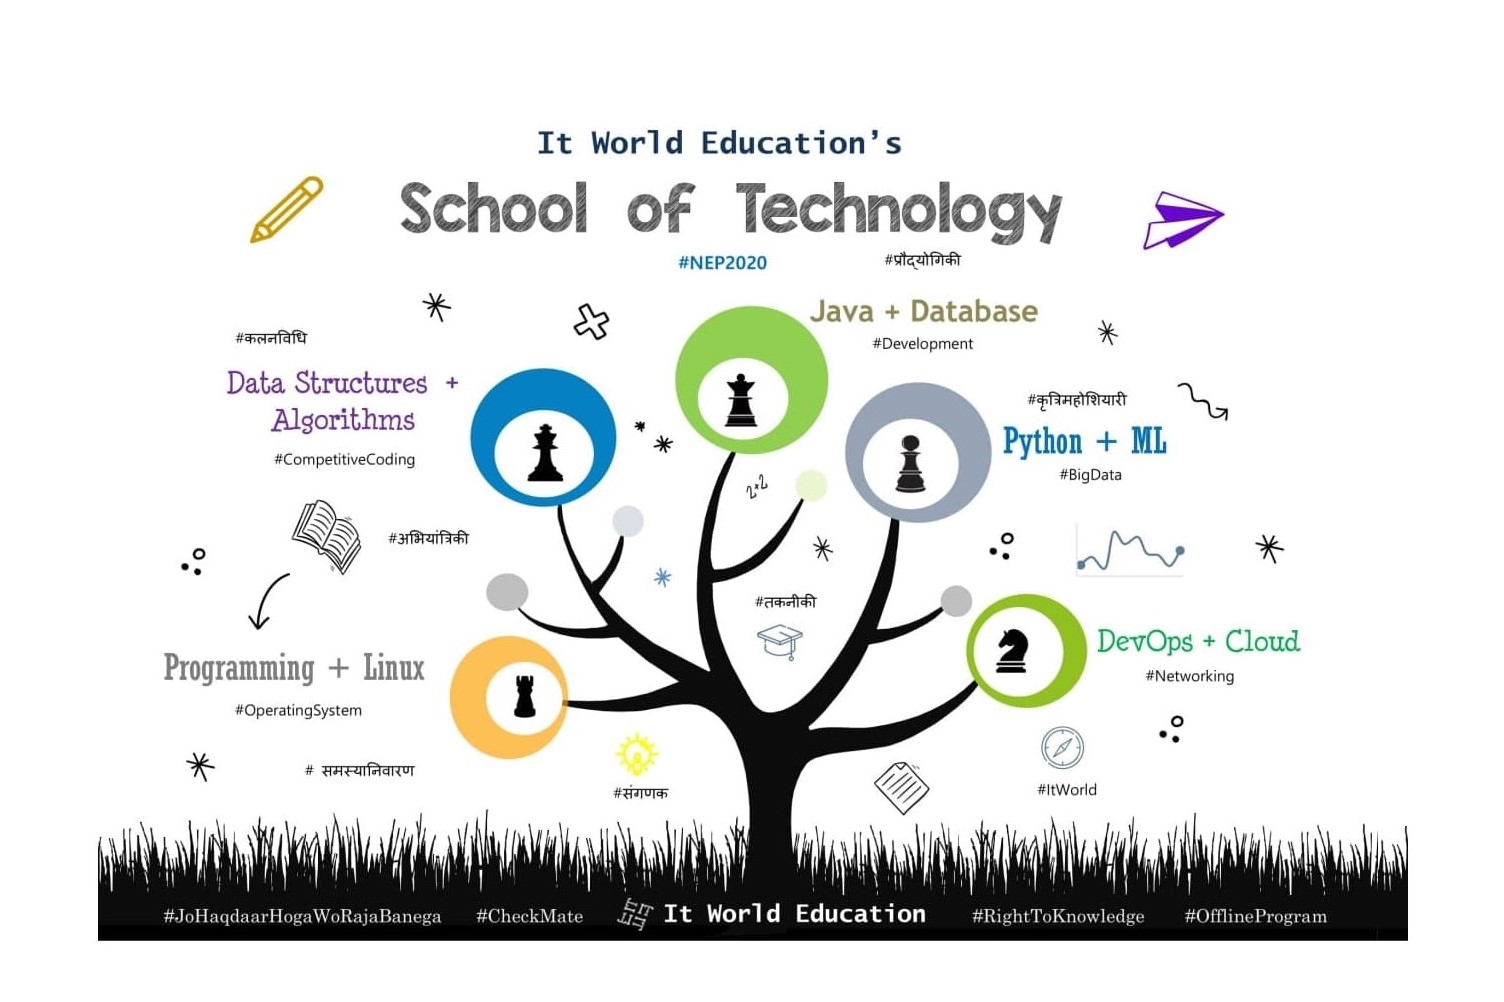 It World Education's
School of Technology
#NEP2020
#प्रौद्योगिकी
Java + Database
#Development
#कलनविधि
Data Structures +
Algorithms
#CompetitiveCoding
#कृत्रिमहोशियारी
Python + ML
#BigData
2+2
#अभियांत्रिकी
#तकनीकी
Programming + Linux
#OperatingSystem
DevOps + Cloud
#Networking
# समस्यानिवारण
#संगणक
#ItWorld
#JoHaqdaarHogaWoRajaBanega #CheckMate It World Education #RightToKnowledge #OfflineProgram